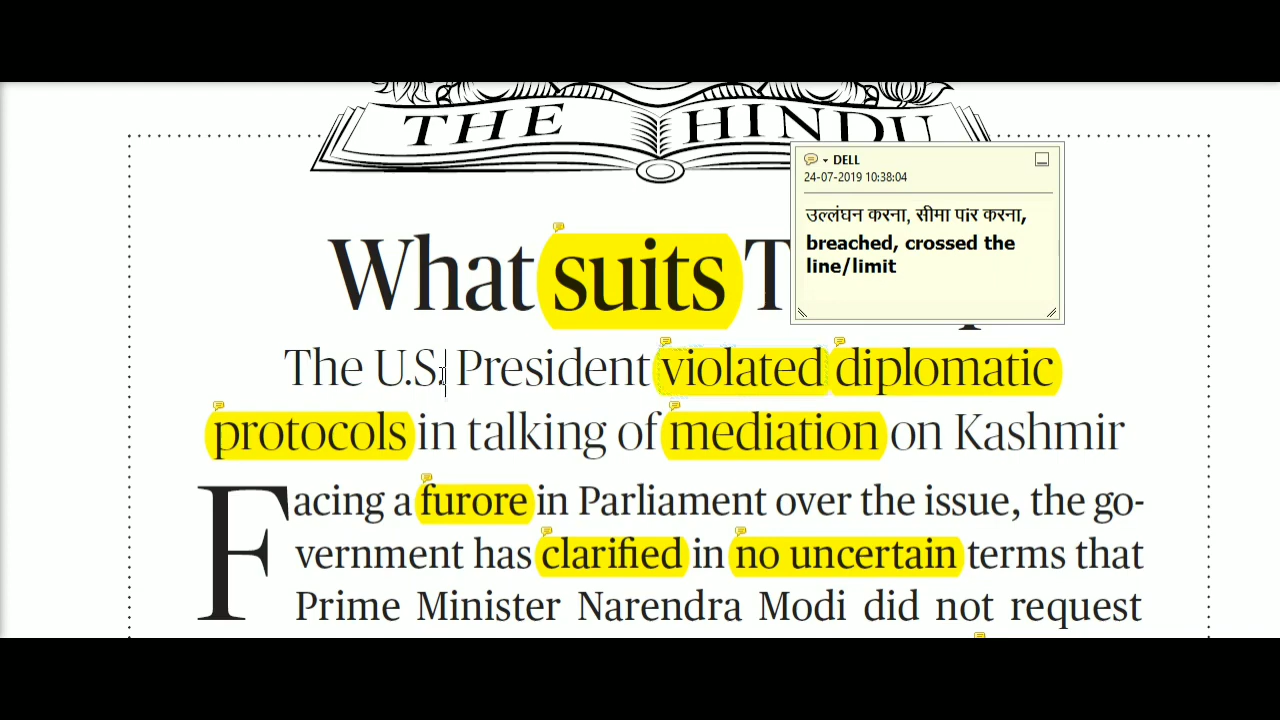 THE HINDU
DELL
24-07-2019 10:38:04
उल्लंघन करना, सीमा पार करना,
breached, crossed the
line/limit
What suits
The U.S. President violated diplomatic
protocols in talking of mediation on Kashmir
Facing a furore in Parliament over the issue, the go-
vernment has clarified in no uncertain terms that
Prime Minister Narendra Modi did not request